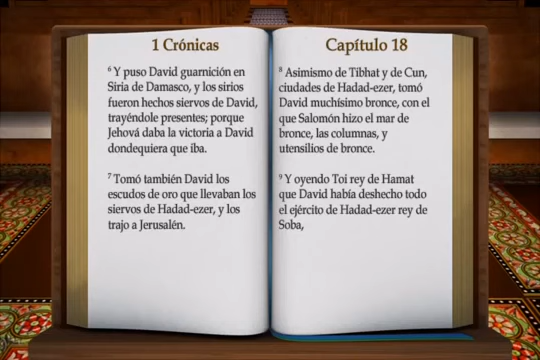 1 Crónicas
⁶ Y puso David guarnición en
Siria de Damasco, y los sirios
fueron hechos siervos de David,
trayéndole presentes; porque
Jehová daba la victoria a David
dondequiera que iba.
⁷ Tomó también David los
escudos de oro que llevaban los
siervos de Hadad-ezer, y los
trajo a Jerusalén.
Capítulo 18
⁸ Asimismo de Tibhat y de Cun,
ciudades de Hadad-ezer, tomó
David muchísimo bronce, con el
que Salomón hizo el mar de
bronce, las columnas, y
utensilios de bronce.
⁹ Y oyendo Toi rey de Hamat
que David había deshecho todo
el ejército de Hadad-ezer rey de
Soba,